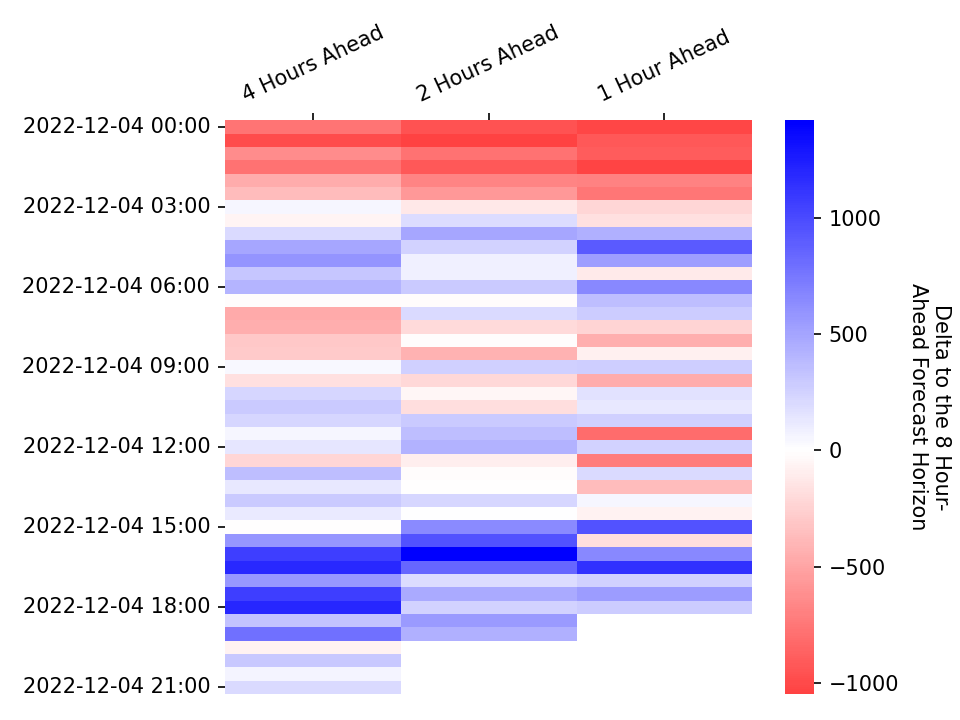 4 Hours Ahead
2 Hours Ahead
1 Hour Ahead
2022-12-04 00:00
2022-12-04 03:00
2022-12-04 06:00
2022-12-04 09:00
2022-12-04 12:00
2022-12-04 15:00
2022-12-04 18:00
2022-12-04 21:00
1000
500
0
−500
−1000
Delta to the 8 Hour-
Ahead Forecast Horizon